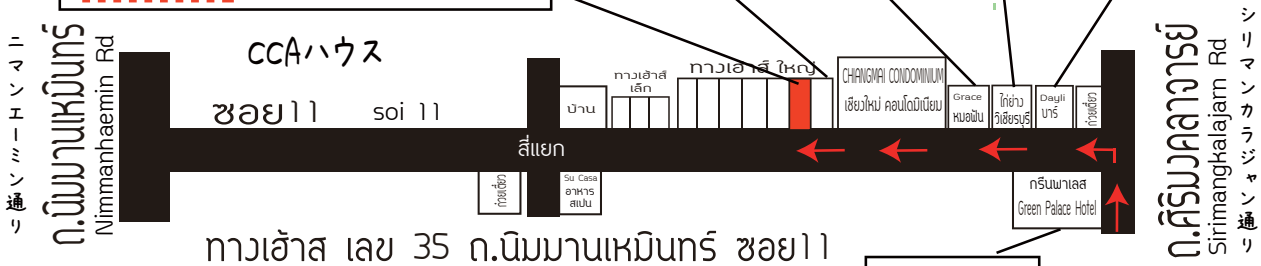 ニマンエーミン通り
ถ.นิมมานเหมินทร์
Nimmanhaemin Rd
CCAハウス
ซอย11 soi 11
สี่แยก
บ้าน
ทาวเฮ้าส์
เล็ก
ทาวเฮ้าส์ ใหญ่
CHIANGMAI CONDOMINIUM
เชียงใหม่ คอนโดมิเนียม
Grace
หมอฟัน
ไก่ย่าง
วิเชียรบุรี
Dayli
บาร์
ก๋วยเตี๋ยว
ก๋วยเตี๋ยว
Su Casa
อาหาร
สเปน
กรีนพาเลส
Green Palace Hotel
ทาวเฮ้าส เลข 35 ถ.นิมมานเหมินทร์ ซอย11
ถ.ศิริมงคลาจารย์
Sirimangkalajarn Rd
シリマンカラジャン通り